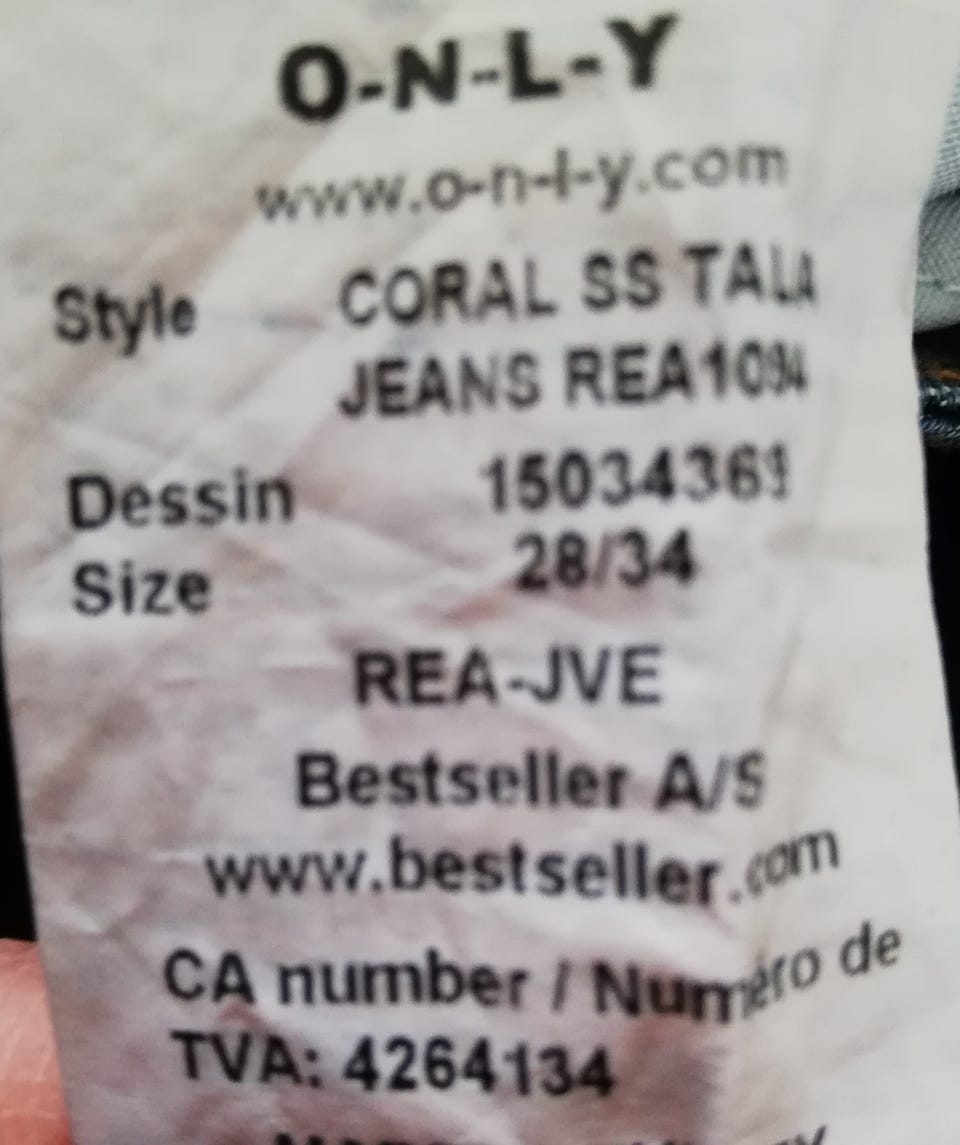 O-N-L-Y
www.o-n-l-y.com
Style CORAL SS
JEANS
Dessin
Size 28/34
REA-JVE
Bestseller A/S
www.bestseller.com
CA number / Numéro de
TVA: 4264134